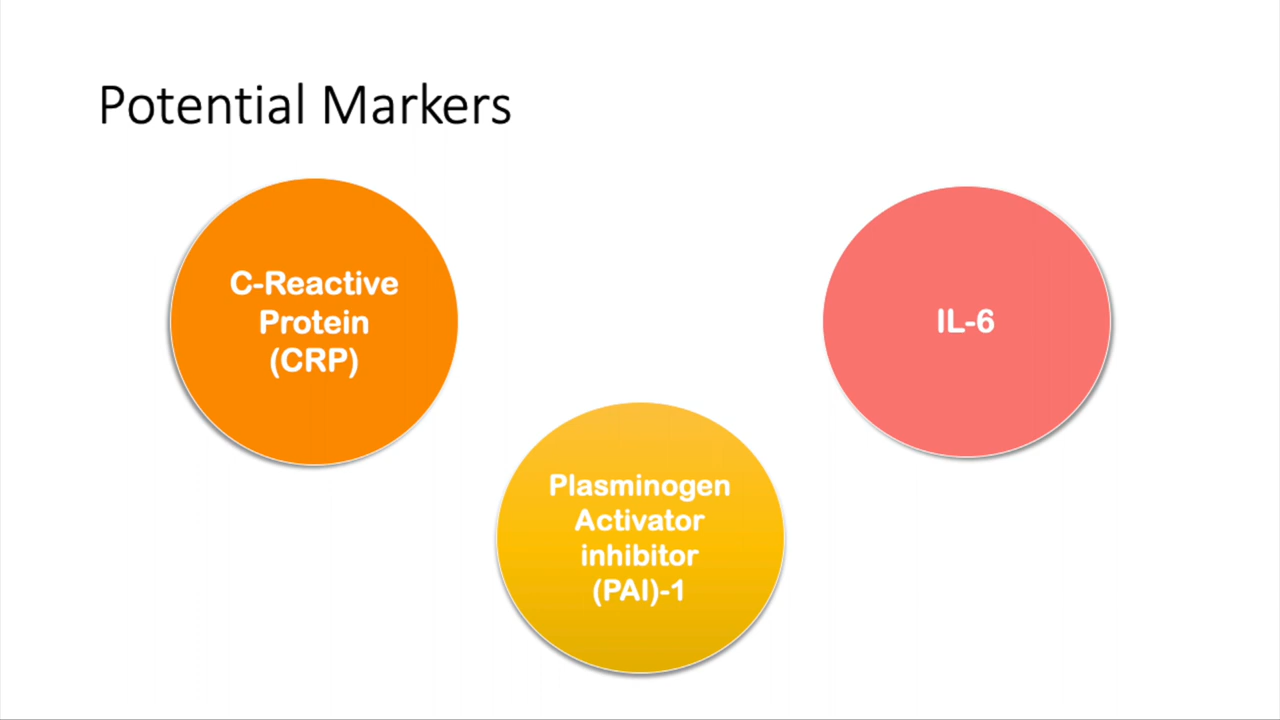 Potential Markers
C-Reactive
Protein
(CRP)
IL-6
Plasminogen
Activator
inhibitor
(PAI)-1